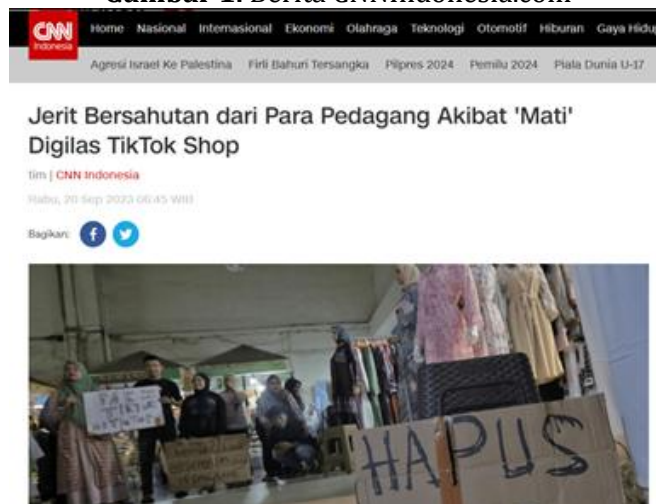 Gambar 1. Berita CNNIndonesia.com
CNN
Indonesia
Home Nasional Internasional Ekonomi Olahraga Teknologi Otomotif Hiburan Gaya Hidup
Agresi Israel Ke Palestina Firli Bahuri Tersangka Pilpres 2024 Pemilu 2024 Piala Dunia U-17
Jerit Bersahutan dari Para Pedagang Akibat 'Mati'
Digilas TikTok Shop
tim | CNN Indonesia
Rabu, 20 Sep 2023 06:45 WIB
Bagikan:
HAPUS